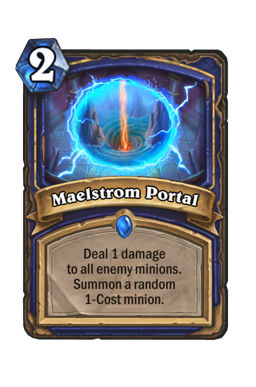 2
Maelstrom Portal
Deal 1 damage
to all enemy minions.
Summon a random
1-Cost minion.